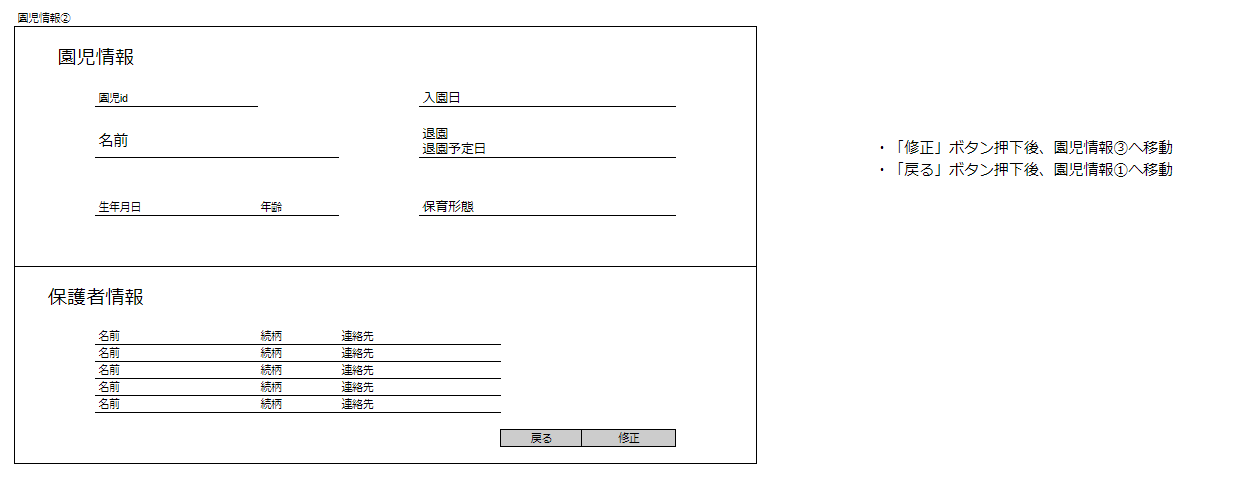 園児情報②
園児情報
園児id 入園日
名前 退園
退園予定日
生年月日 年齢 保育形態
・「修正」ボタン押下後、園児情報③へ移動
・「戻る」ボタン押下後、園児情報①へ移動
保護者情報
名前 続柄 連絡先
名前 続柄 連絡先
名前 続柄 連絡先
名前 続柄 連絡先
名前 続柄 連絡先
戻る 修正